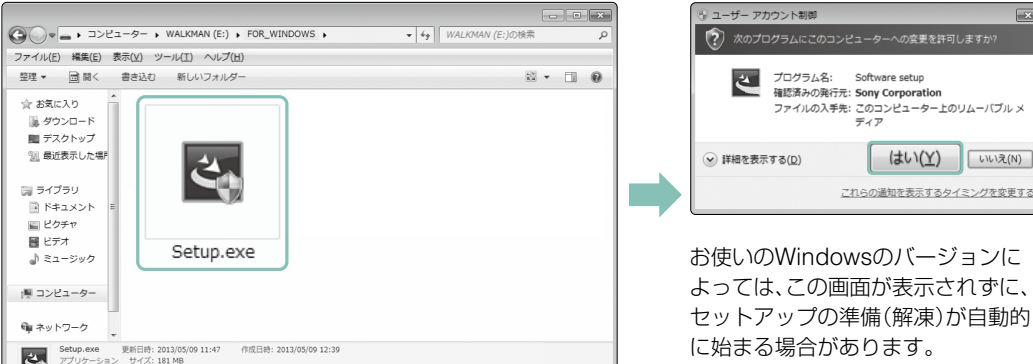 コンピューター ▸ WALKMAN (E:) ▸ FOR_WINDOWS ▸
WALKMAN (E:)の検索
ファイル(F) 編集(E) 表示(V) ツール(T) ヘルプ(H)
整理 ▼ 開く 書き込む 新しいフォルダー
お気に入り
ダウンロード
デスクトップ
最近表示した場所
ライブラリ
ドキュメント
ピクチャ
ビデオ
ミュージック
コンピューター
ネットワーク
Setup.exe
Setup.exe 更新日時: 2013/05/09 11:47 作成日時: 2013/05/09 12:39
アプリケーション サイズ: 181 MB
ユーザー アカウント制御
次のプログラムにこのコンピューターへの変更を許可しますか?
プログラム名: Software setup
確認済みの発行元: Sony Corporation
ファイルの入手先: このコンピューター上のリムーバブル メ
ディア
詳細を表示する(D) はい(Y) いいえ(N)
これらの通知を表示するタイミングを変更する
お使いのWindowsのバージョンに
よっては、この画面が表示されずに、
セットアップの準備(解凍)が自動的
に始まる場合があります。